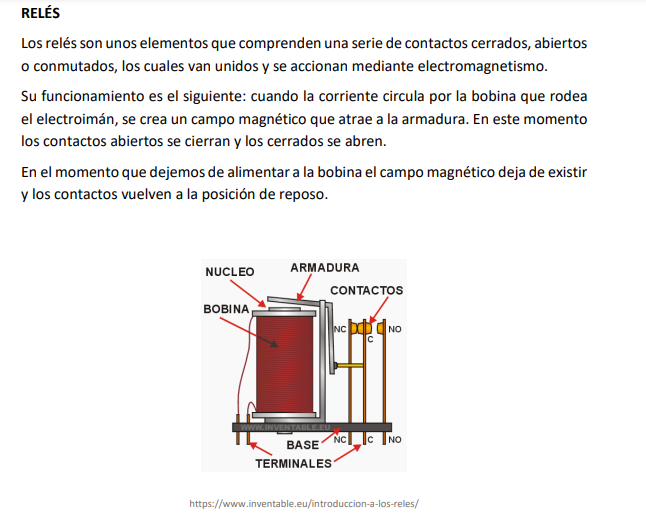 RELÉS
Los relés son unos elementos que comprenden una serie de contactos cerrados, abiertos
o conmutados, los cuales van unidos y se accionan mediante electromagnetismo.
Su funcionamiento es el siguiente: cuando la corriente circula por la bobina que rodea
el electroimán, se crea un campo magnético que atrae a la armadura. En este momento
los contactos abiertos se cierran y los cerrados se abren.
En el momento que dejemos de alimentar a la bobina el campo magnético deja de existir
y los contactos vuelven a la posición de reposo.
NUCLEO
ARMADURA
CONTACTOS
BOBINA
NC
C
NO
WWW.INVENTABLE.EU
BASE
NC
C
NO
TERMINALES
https://www.inventable.eu/introduccion-a-los-reles/